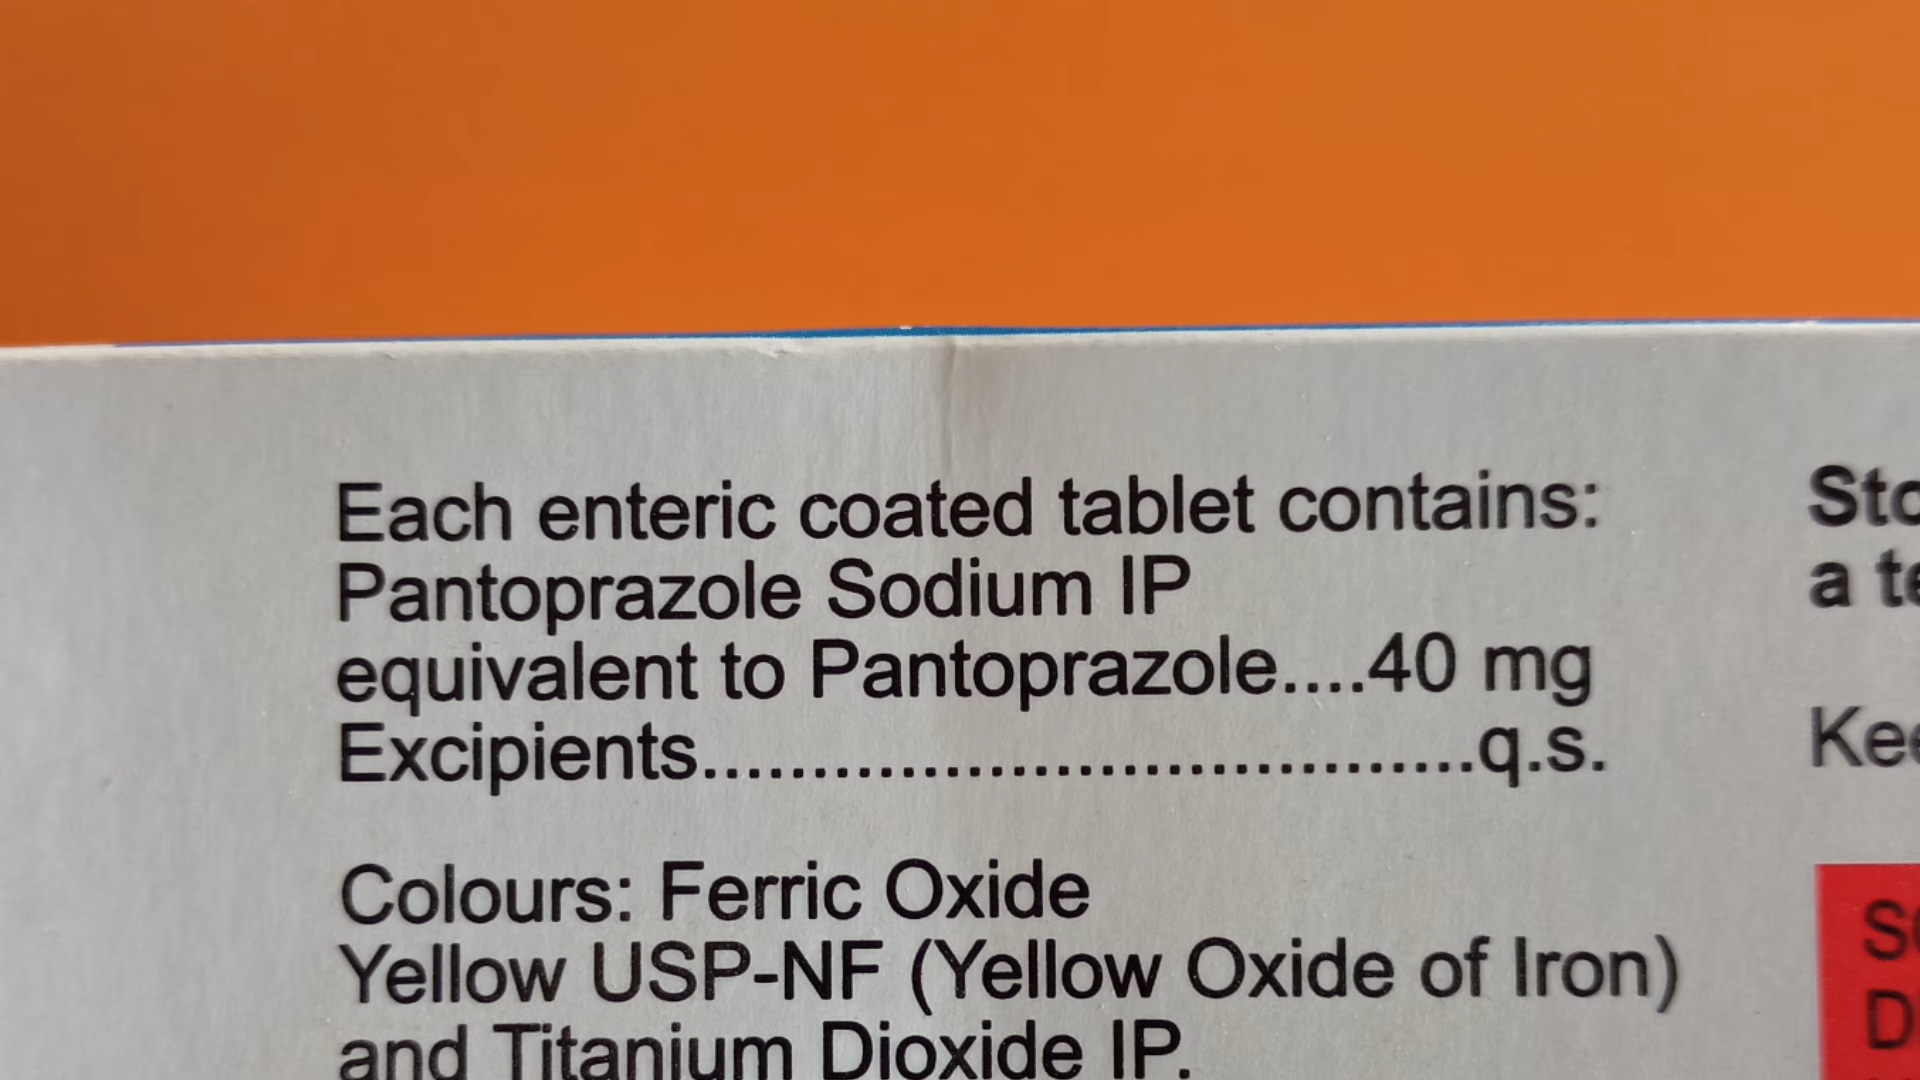 Each enteric coated tablet contains:
Pantoprazole Sodium IP
equivalent to Pantoprazole....40 mg
Excipients.........................................q.s.
Colours: Ferric Oxide
Yellow USP-NF (Yellow Oxide of Iron)
and Titanium Dioxide IP.
a